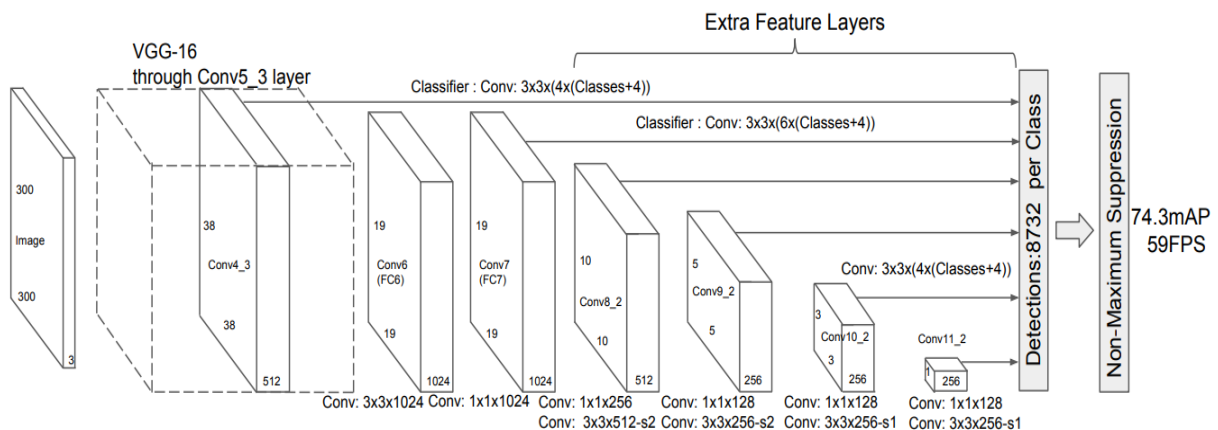 Extra Feature Layers
VGG-16
through Conv5_3 layer
Classifier : Conv: 3x3x(4x(Classes+4))
Classifier : Conv: 3x3x(6x(Classes+4))
300
Image
300
3
38
Conv4_3
38
512
19
Conv6
(FC6)
19
1024
19
Conv7
(FC7)
19
1024
10
Conv8_2
10
512
5
Conv9_2
5
256
Conv: 3x3x(4x(Classes+4))
3
Conv10_2
3
256
Conv11_2
1
256
Detections:8732 per Class
Non-Maximum Suppression
74.3mAP
59FPS
Conv: 3x3x1024
Conv: 1x1x1024
Conv: 1x1x256
Conv: 3x3x512-s2
Conv: 1x1x128
Conv: 3x3x256-s2
Conv: 1x1x128
Conv: 3x3x256-s1
Conv: 1x1x128
Conv: 3x3x256-s1